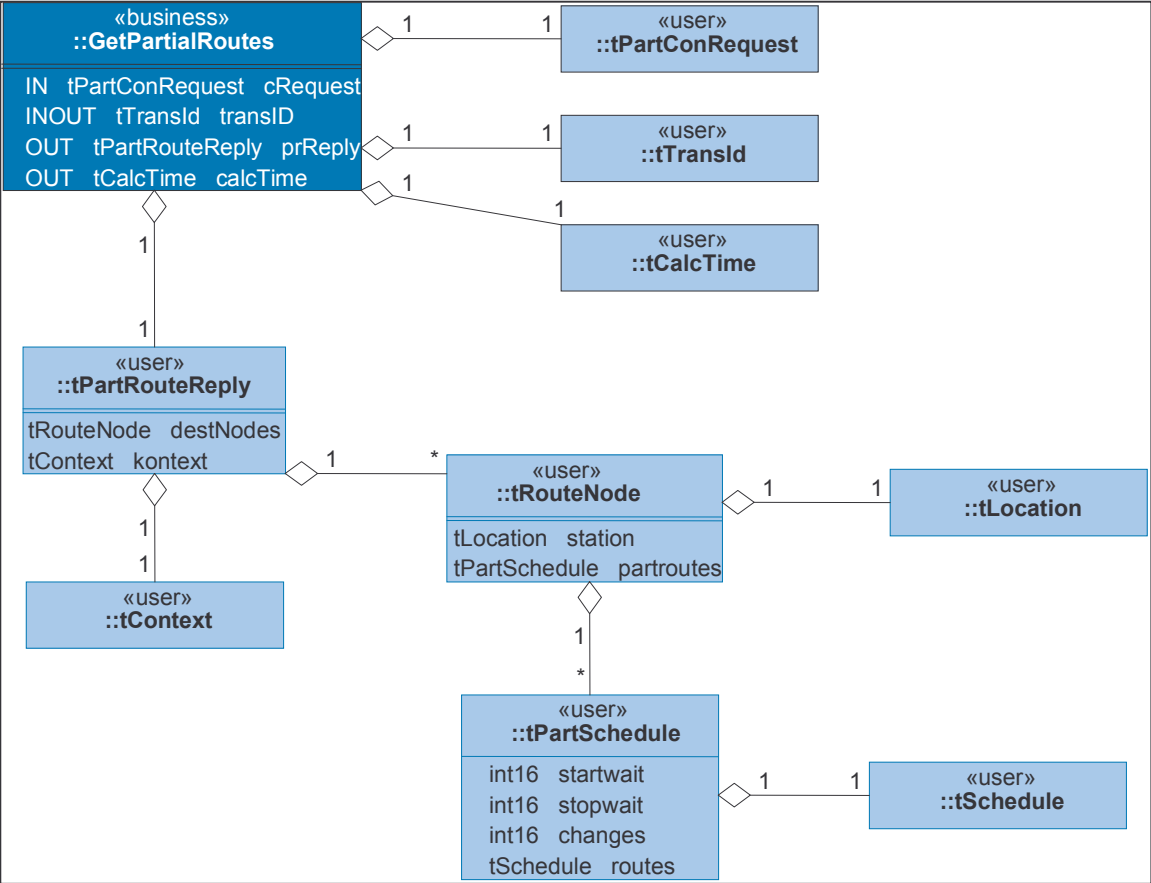 «business»
::GetPartialRoutes
IN tPartConRequest cRequest
INOUT tTransId transID
OUT tPartRouteReply prReply
OUT tCalcTime calcTime
1 1
«user»
::tPartConRequest
1 1
«user»
::tTransId
1
1
«user»
::tCalcTime
1
1
«user»
::tPartRouteReply
tRouteNode destNodes
tContext kontext
1 *
1
1
«user»
::tContext
«user»
::tRouteNode
tLocation station
tPartSchedule partroutes
1 1
«user»
::tLocation
1
*
«user»
::tPartSchedule
int16 startwait
int16 stopwait
int16 changes
tSchedule routes
1 1
«user»
::tSchedule